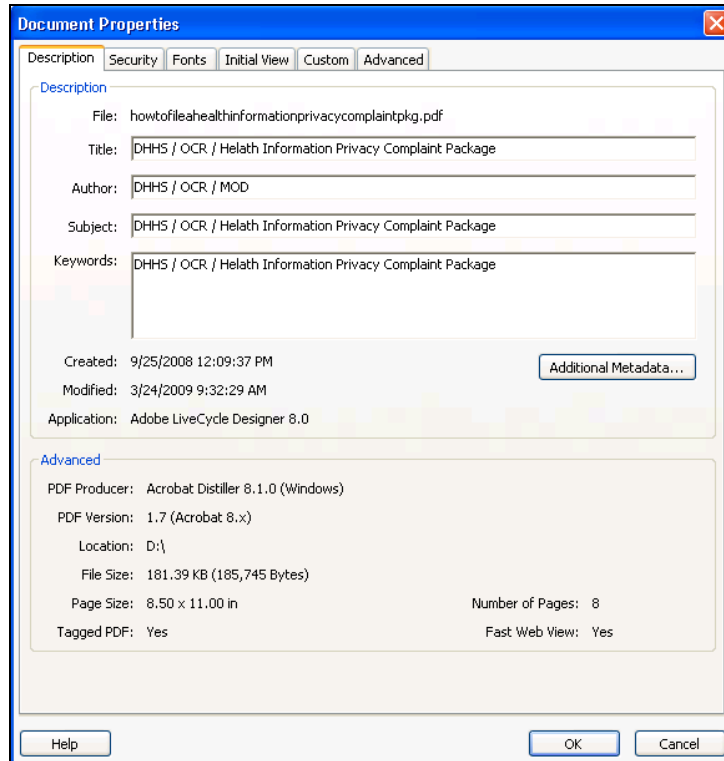 Document Properties
Description Security Fonts Initial View Custom Advanced
Description
File: howtofileahealthinformationprivacycomplaintpkg.pdf
Title: DHHS / OCR / Helath Information Privacy Complaint Package
Author: DHHS / OCR / MOD
Subject: DHHS / OCR / Helath Information Privacy Complaint Package
Keywords: DHHS / OCR / Helath Information Privacy Complaint Package
Created: 9/25/2008 12:09:37 PM
Additional Metadata...
Modified: 3/24/2009 9:32:29 AM
Application: Adobe LiveCycle Designer 8.0
Advanced
PDF Producer: Acrobat Distiller 8.1.0 (Windows)
PDF Version: 1.7 (Acrobat 8.x)
Location: D:\
File Size: 181.39 KB (185,745 Bytes)
Page Size: 8.50 x 11.00 in Number of Pages: 8
Tagged PDF: Yes Fast Web View: Yes
Help OK Cancel